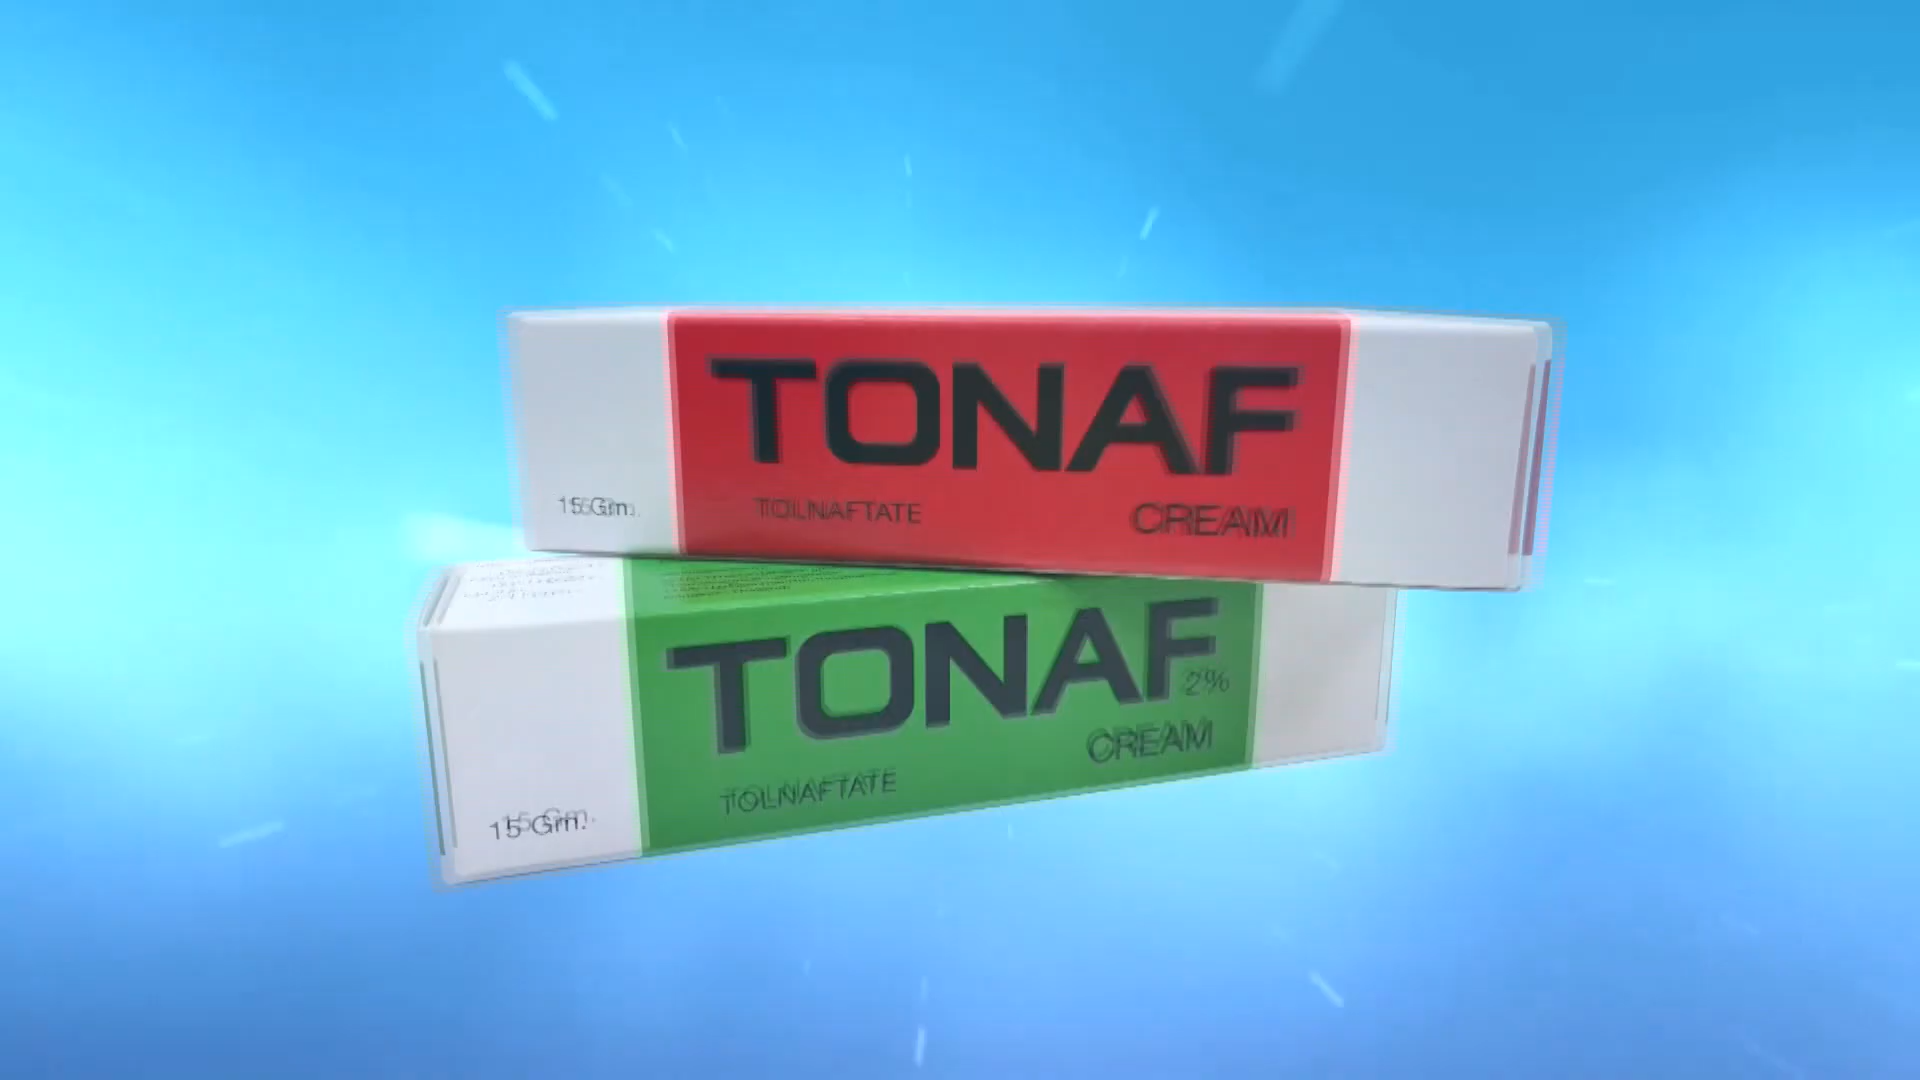 TONAF
15 Gm.
TOLNAFTATE
CREAM
TONAF
2%
CREAM
TOLNAFTATE
15 Gm.